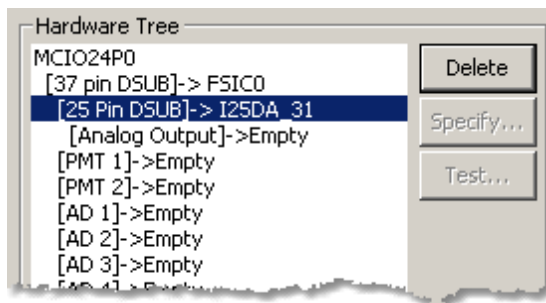 Hardware Tree
MCIO24P0
[37 pin DSUB]-> FSIC0
[25 Pin DSUB]-> I25DA_31
[Analog Output]->Empty
[PMT 1]->Empty
[PMT 2]->Empty
[AD 1]->Empty
[AD 2]->Empty
[AD 3]->Empty
Delete
Specify...
Test...